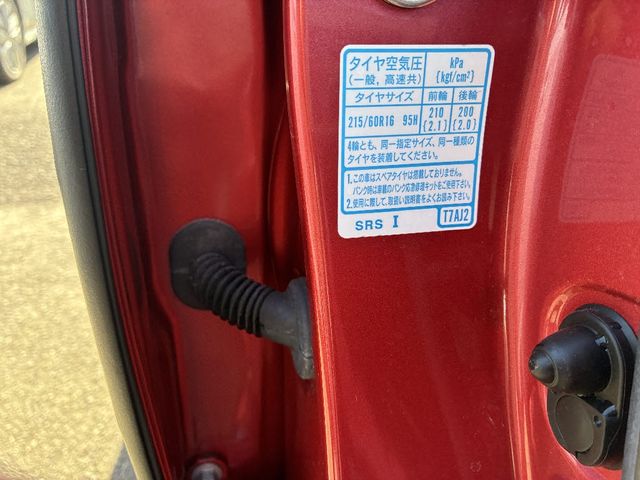 タイヤ空気圧 kPa
(一般，高速共) {kgf/cm²}
タイヤサイズ 前輪 後輪
215/60R16 95H 210 200
{2.1} {2.0}
4輪とも、同一指定サイズ、同一種類の
タイヤを装着してください。
1.この車はスペアタイヤは搭載しておりません。
パンク時は搭載のパンク応急修理キットをご使用下さい。
2.使用に際して、取扱い説明書をよくお読み下さい。
SRS I T7AJ2